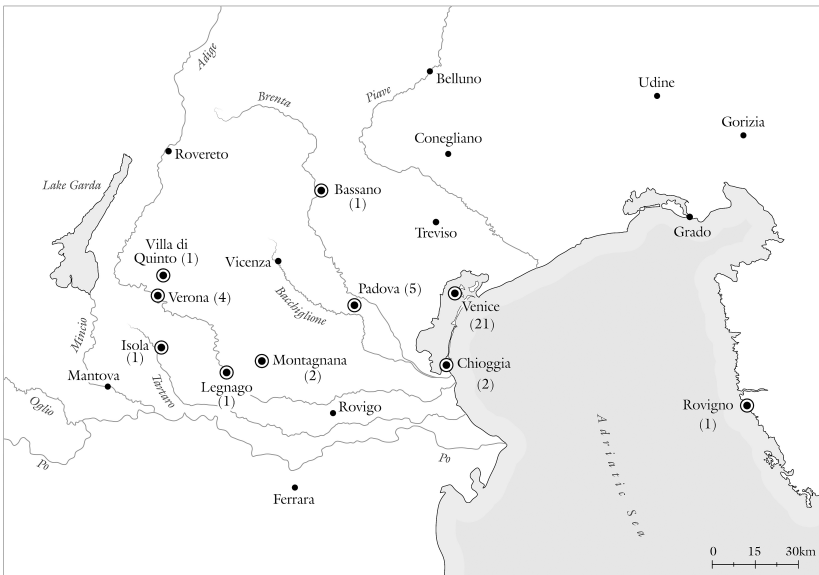 Adige
Belluno
Udine
Brenta
Piave
Gorizia
Conegliano
Rovereto
Lake Garda
Bassano
(1)
Treviso
Grado
Villa di
Quinto (1)
Vicenza
Padova (5)
Verona (4)
Venice
(21)
Bacchiglione
Mincio
Isola
(1)
Montagnana
(2)
Chioggia
(2)
Mantova
Tartaro
Legnago
(1)
Oglio
Rovigo
Rovigno
(1)
Adriatic Sea
Po
Po
Ferrara
0 15 30km